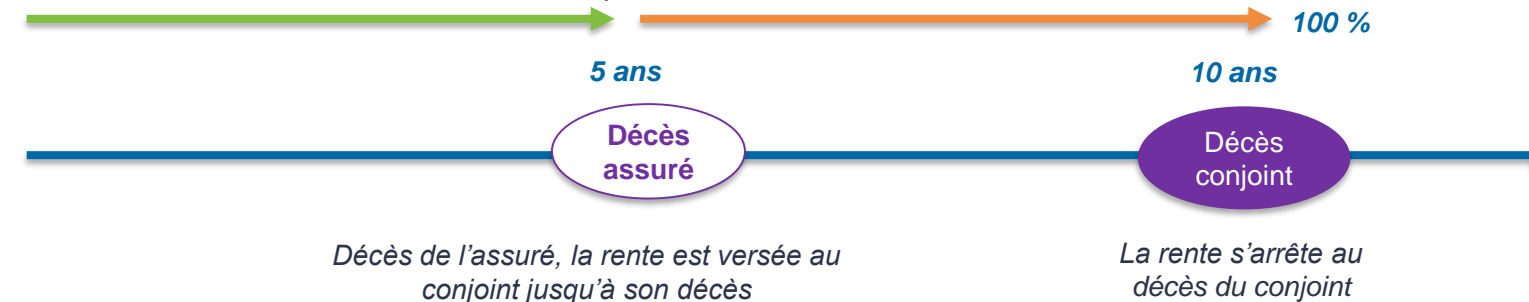 100 %
5 ans
10 ans
Décès
assuré
Décès
conjoint
Décès de l’assuré, la rente est versée au
conjoint jusqu’à son décès
La rente s’arrête au
décès du conjoint